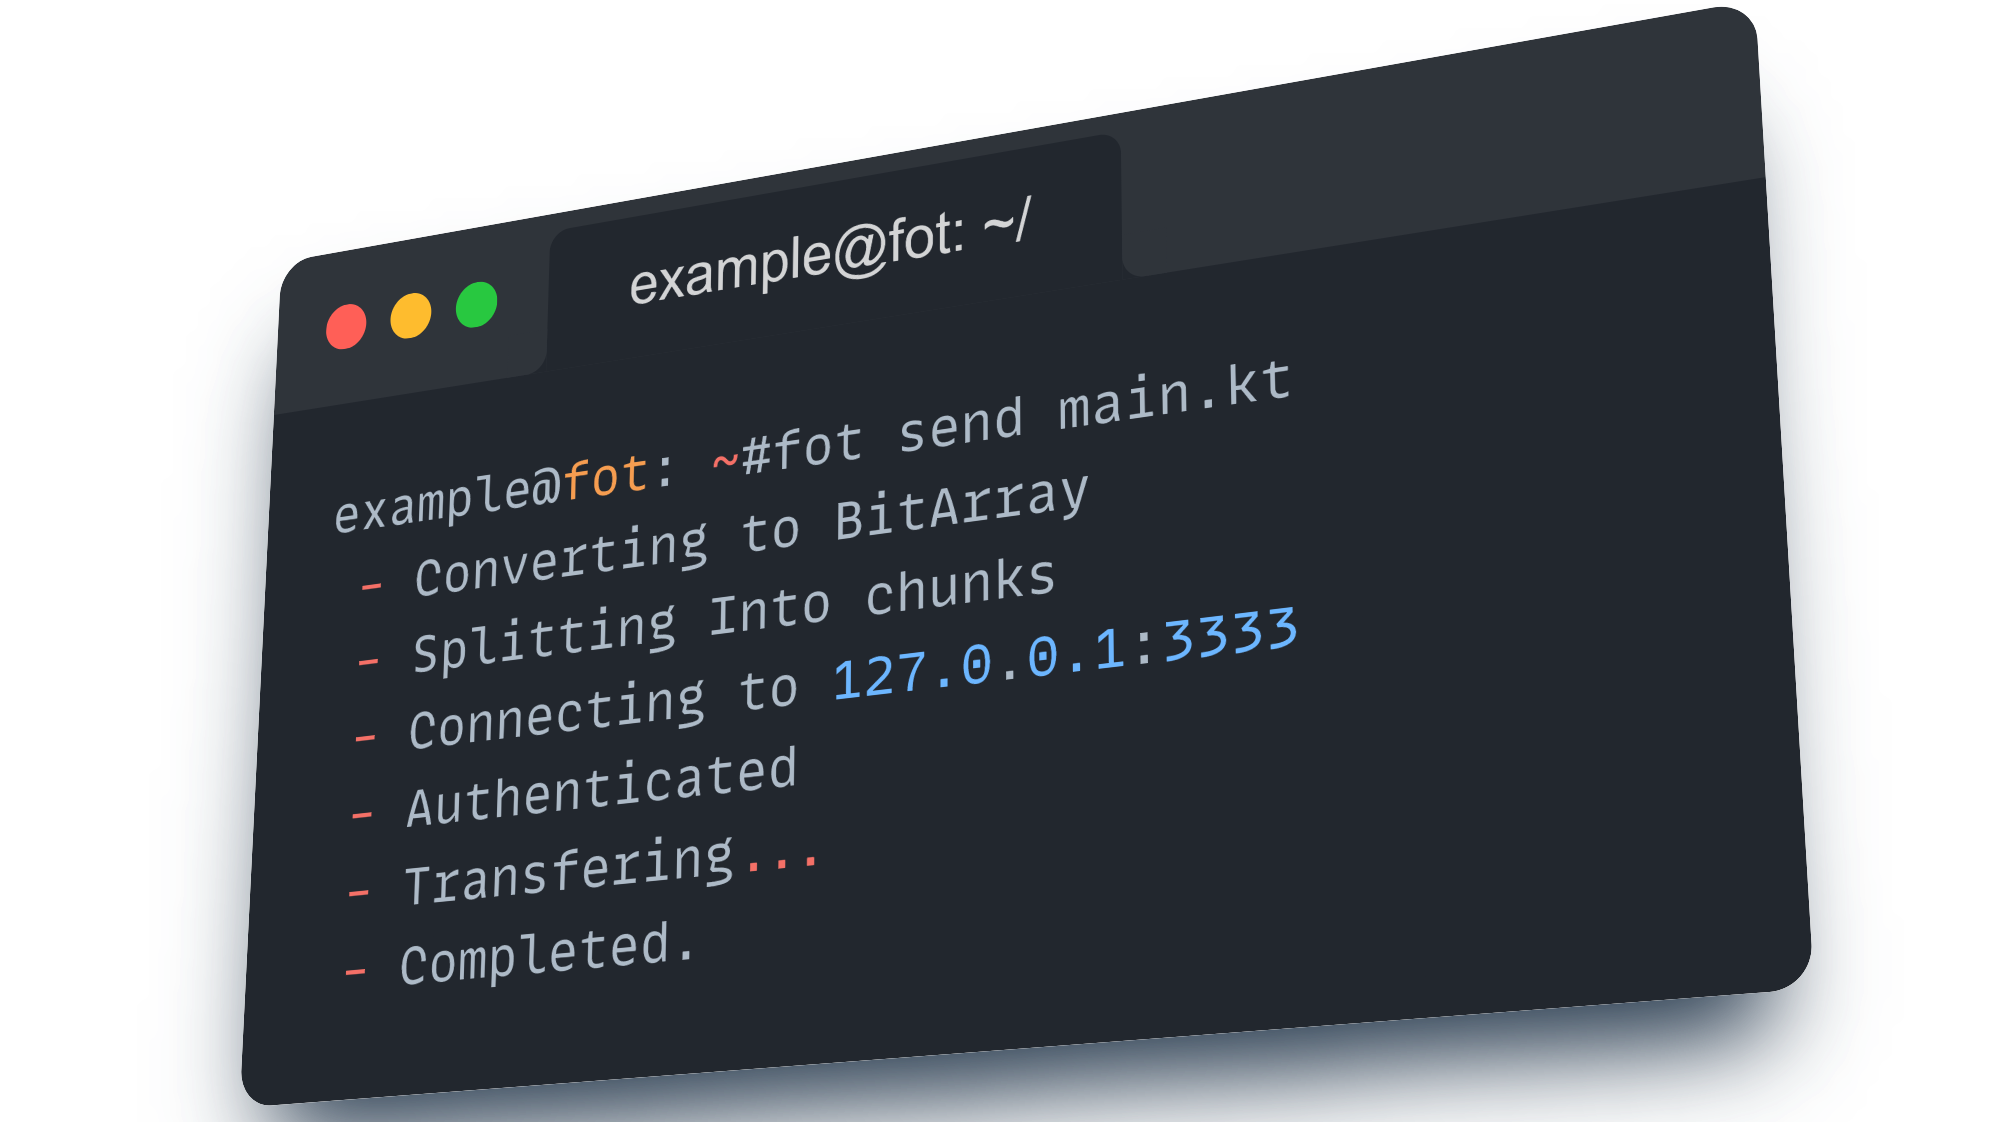 example@fot: ~/
example@fot: ~#fot send main.kt
- Converting to BitArray
- Splitting Into chunks
- Connecting to 127.0.0.1:3333
- Authenticated
- Transfering...
- Completed.